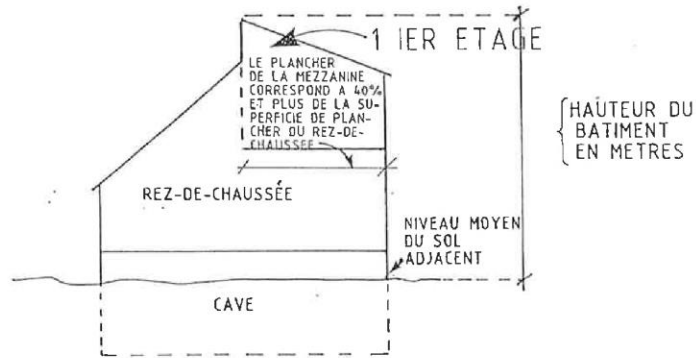 1 IER ETAGE
LE PLANCHER
DE LA MEZZANINE
CORRESPOND A 40%
ET PLUS DE LA SU-
PERFICIE DE PLAN-
CHER DU REZ-DE-
CHAUSSEE
HAUTEUR DU
BATIMENT
EN METRES
REZ-DE-CHAUSSÉE
NIVEAU MOYEN
DU SOL
ADJACENT
CAVE